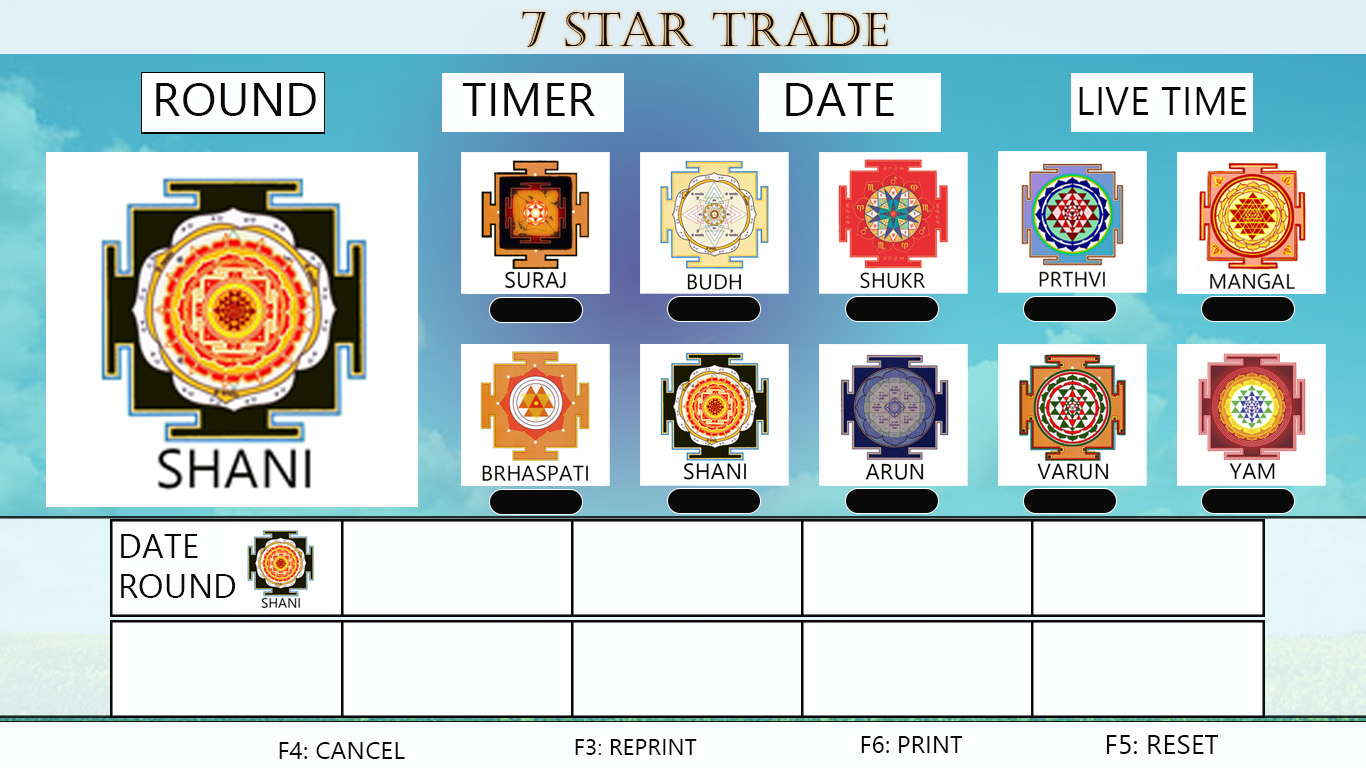 7 STAR TRADE
ROUND
TIMER
DATE
LIVE TIME
SHANI
SURAJ
BUDH
SHUKR
PRTHVI
MANGAL
BRHASPATI
SHANI
ARUN
VARUN
YAM
DATE
ROUND
SHANI
F4: CANCEL
F3: REPRINT
F6: PRINT
F5: RESET